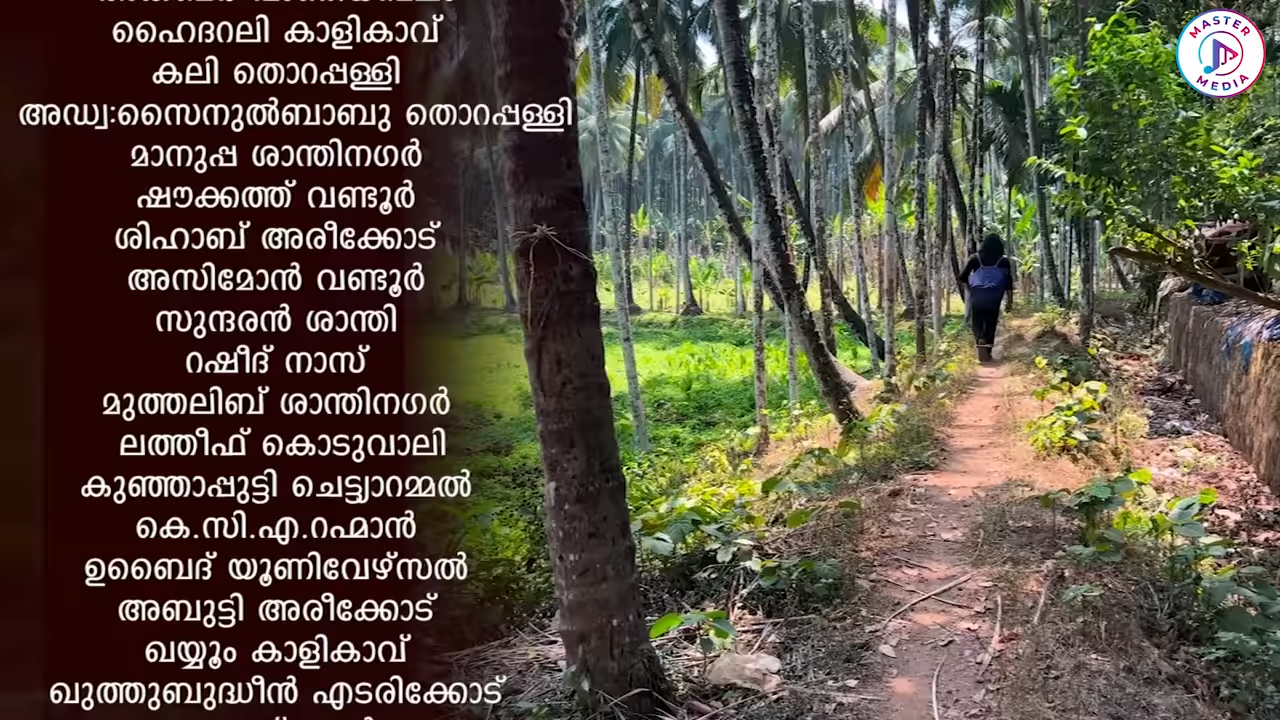 ഹൈദറലി കാളികാവ്
കലി തൊറപ്പള്ളി
അഡ്വ:സൈനുൽബാബു തൊറപ്പള്ളി
മാനുപ്പ ശാന്തിനഗർ
ഷൗക്കത്ത് വണ്ടൂർ
ശിഹാബ് അരീക്കോട്
അസിമോൻ വണ്ടൂർ
സുന്ദരൻ ശാന്തി
റഷീദ് നാസ്
മുത്തലിബ് ശാന്തിനഗർ
ലത്തീഫ് കൊടുവാലി
കുഞ്ഞാപ്പുട്ടി ചെട്ട്യാറമ്മൽ
കെ.സി.എ.റഹ്മാൻ
ഉബൈദ് യൂണിവേഴ്സൽ
അബുട്ടി അരീക്കോട്
ഖയ്യൂം കാളികാവ്
ഖുത്തുബുദ്ധീൻ എടരിക്കോട്
MASTER
MEDIA